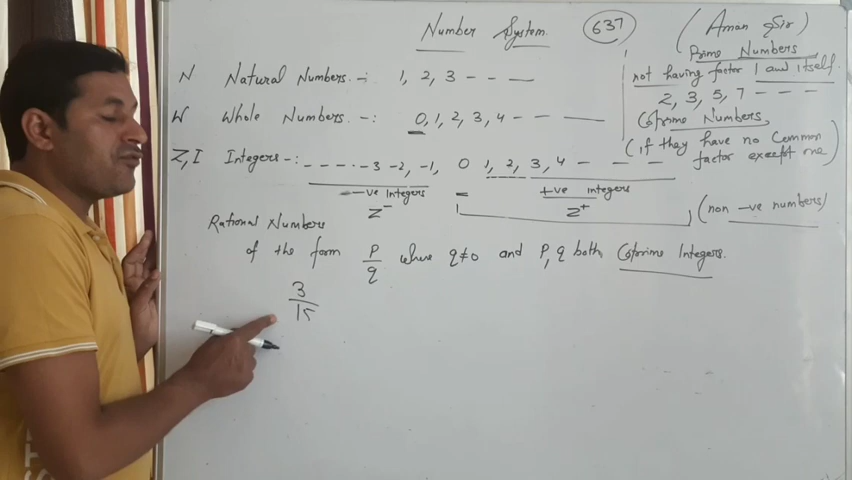 Number System
637
(Aman Sir)
N Natural Numbers -: 1, 2, 3 - - -
W Whole Numbers -: 0, 1, 2, 3, 4 - - -
Z, I Integers -: - - - - -3 -2, -1, 0 1, 2, 3, 4 - - -
-ve Integers
Z⁻
+ve integers
Z⁺
(non -ve numbers)
Prime Numbers
not having factor 1 and itself.
2, 3, 5, 7 - - -
Coprime Numbers,
(if they have no Common
factor except one)
Rational Numbers
of the form P/q where q≠0 and P, q both, Coprime Integers.
3
15